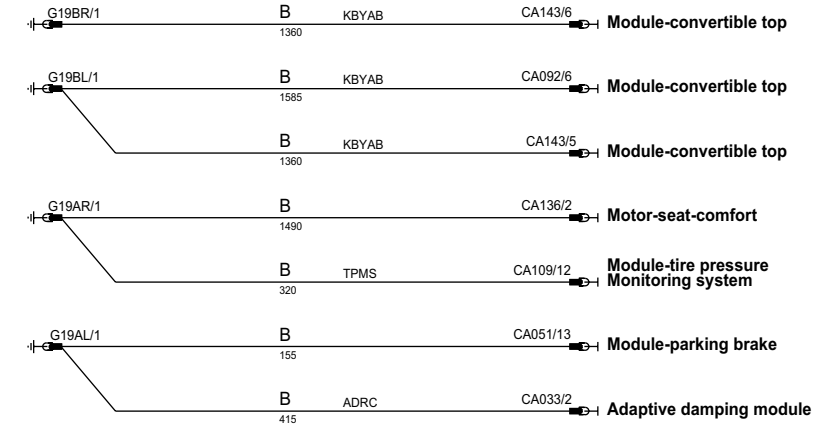 G19BR/1 B KBYAB CA143/6 Module-convertible top
1360
G19BL/1 B KBYAB CA092/6 Module-convertible top
1585
B KBYAB CA143/5 Module-convertible top
1360
G19AR/1 B CA136/2 Motor-seat-comfort
1490
B TPMS CA109/12 Module-tire pressure
320 Monitoring system
G19AL/1 B CA051/13 Module-parking brake
155
B ADRC CA033/2 Adaptive damping module
415